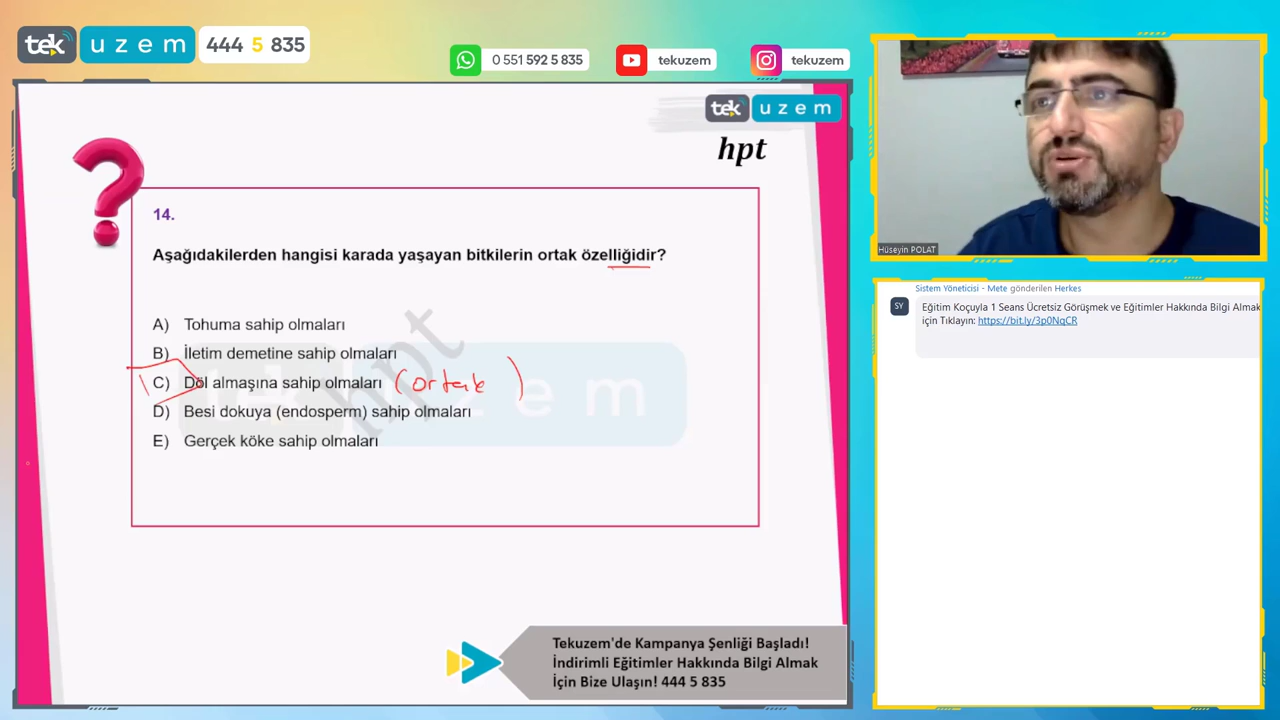 tek uzem 444 5 835
0 551 592 5 835
tekuzem
tekuzem
tek uzem
hpt
14.
Aşağıdakilerden hangisi karada yaşayan bitkilerin ortak özelliğidir?
A) Tohuma sahip olmaları
B) İletim demetine sahip olmaları
C) Döl almaşına sahip olmaları (ortak )
D) Besi dokuya (endosperm) sahip olmaları
E) Gerçek köke sahip olmaları
hpt
tek uzem
Tekuzem'de Kampanya Şenliği Başladı!
İndirimli Eğitimler Hakkında Bilgi Almak
İçin Bize Ulaşın! 444 5 835
Hüseyin POLAT
Sistem Yöneticisi - Mete gönderilen Herkes
SY
Eğitim Koçuyla 1 Seans Ücretsiz Görüşmek ve Eğitimler Hakkında Bilgi Almak
için Tıklayın: https://bit.ly/3p0NqCR